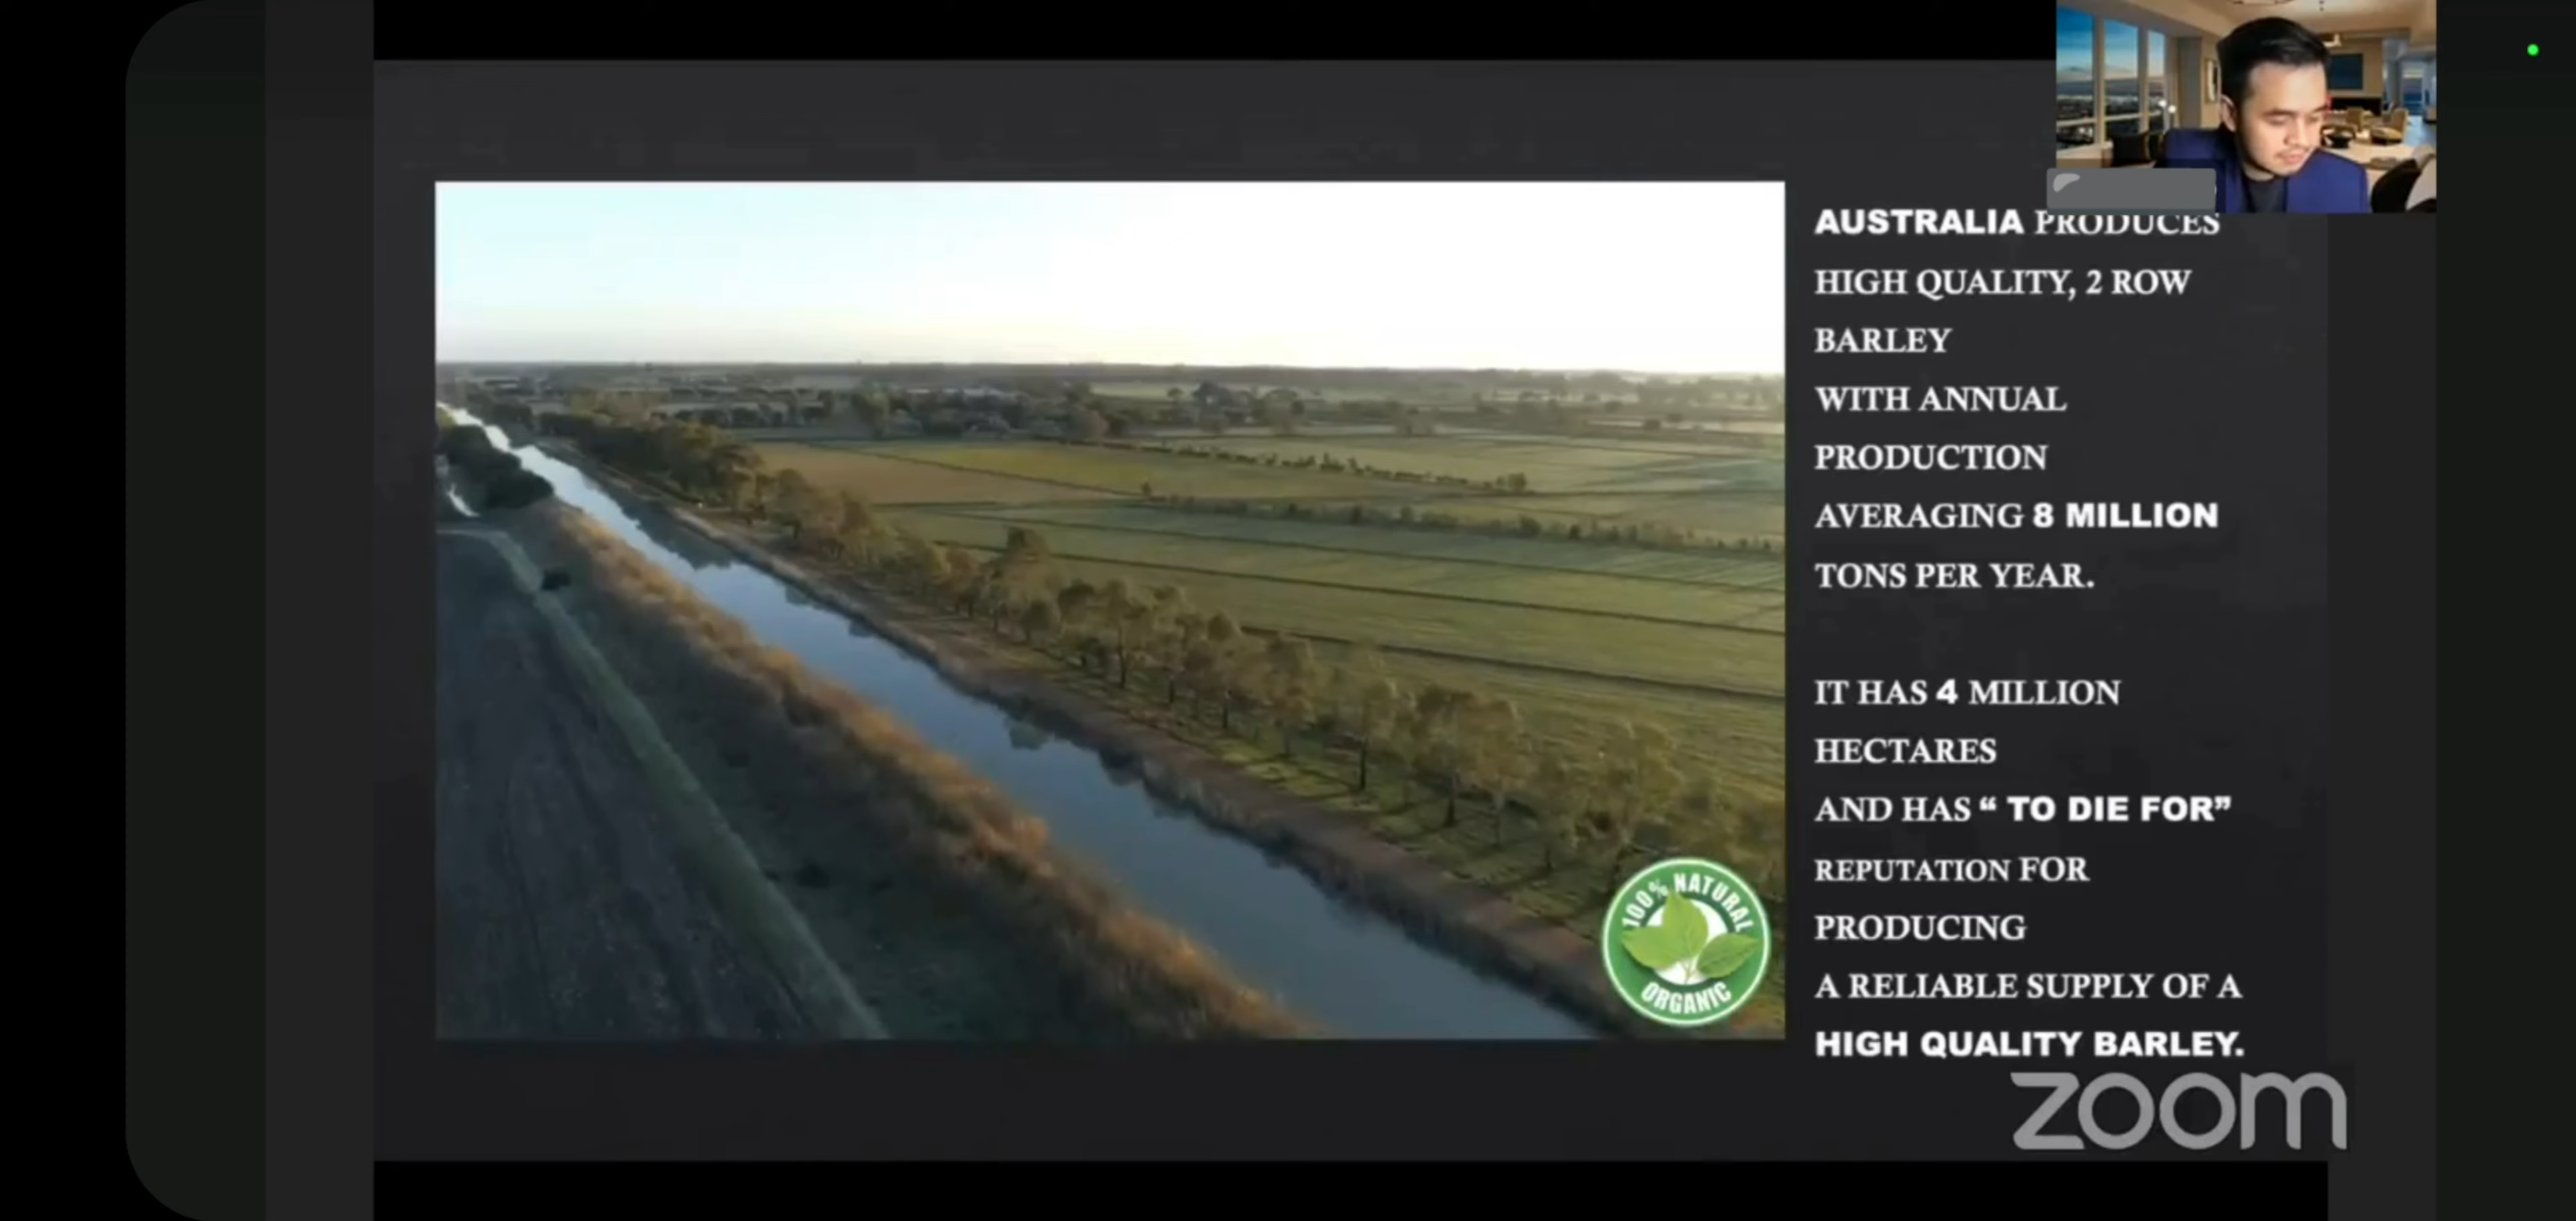 AUSTRALIA PRODUCES
HIGH QUALITY, 2 ROW
BARLEY
WITH ANNUAL
PRODUCTION
AVERAGING 8 MILLION
TONS PER YEAR.
IT HAS 4 MILLION
HECTARES
AND HAS “ TO DIE FOR”
REPUTATION FOR
PRODUCING
A RELIABLE SUPPLY OF A
HIGH QUALITY BARLEY.
100% NATURAL
ORGANIC
zoom